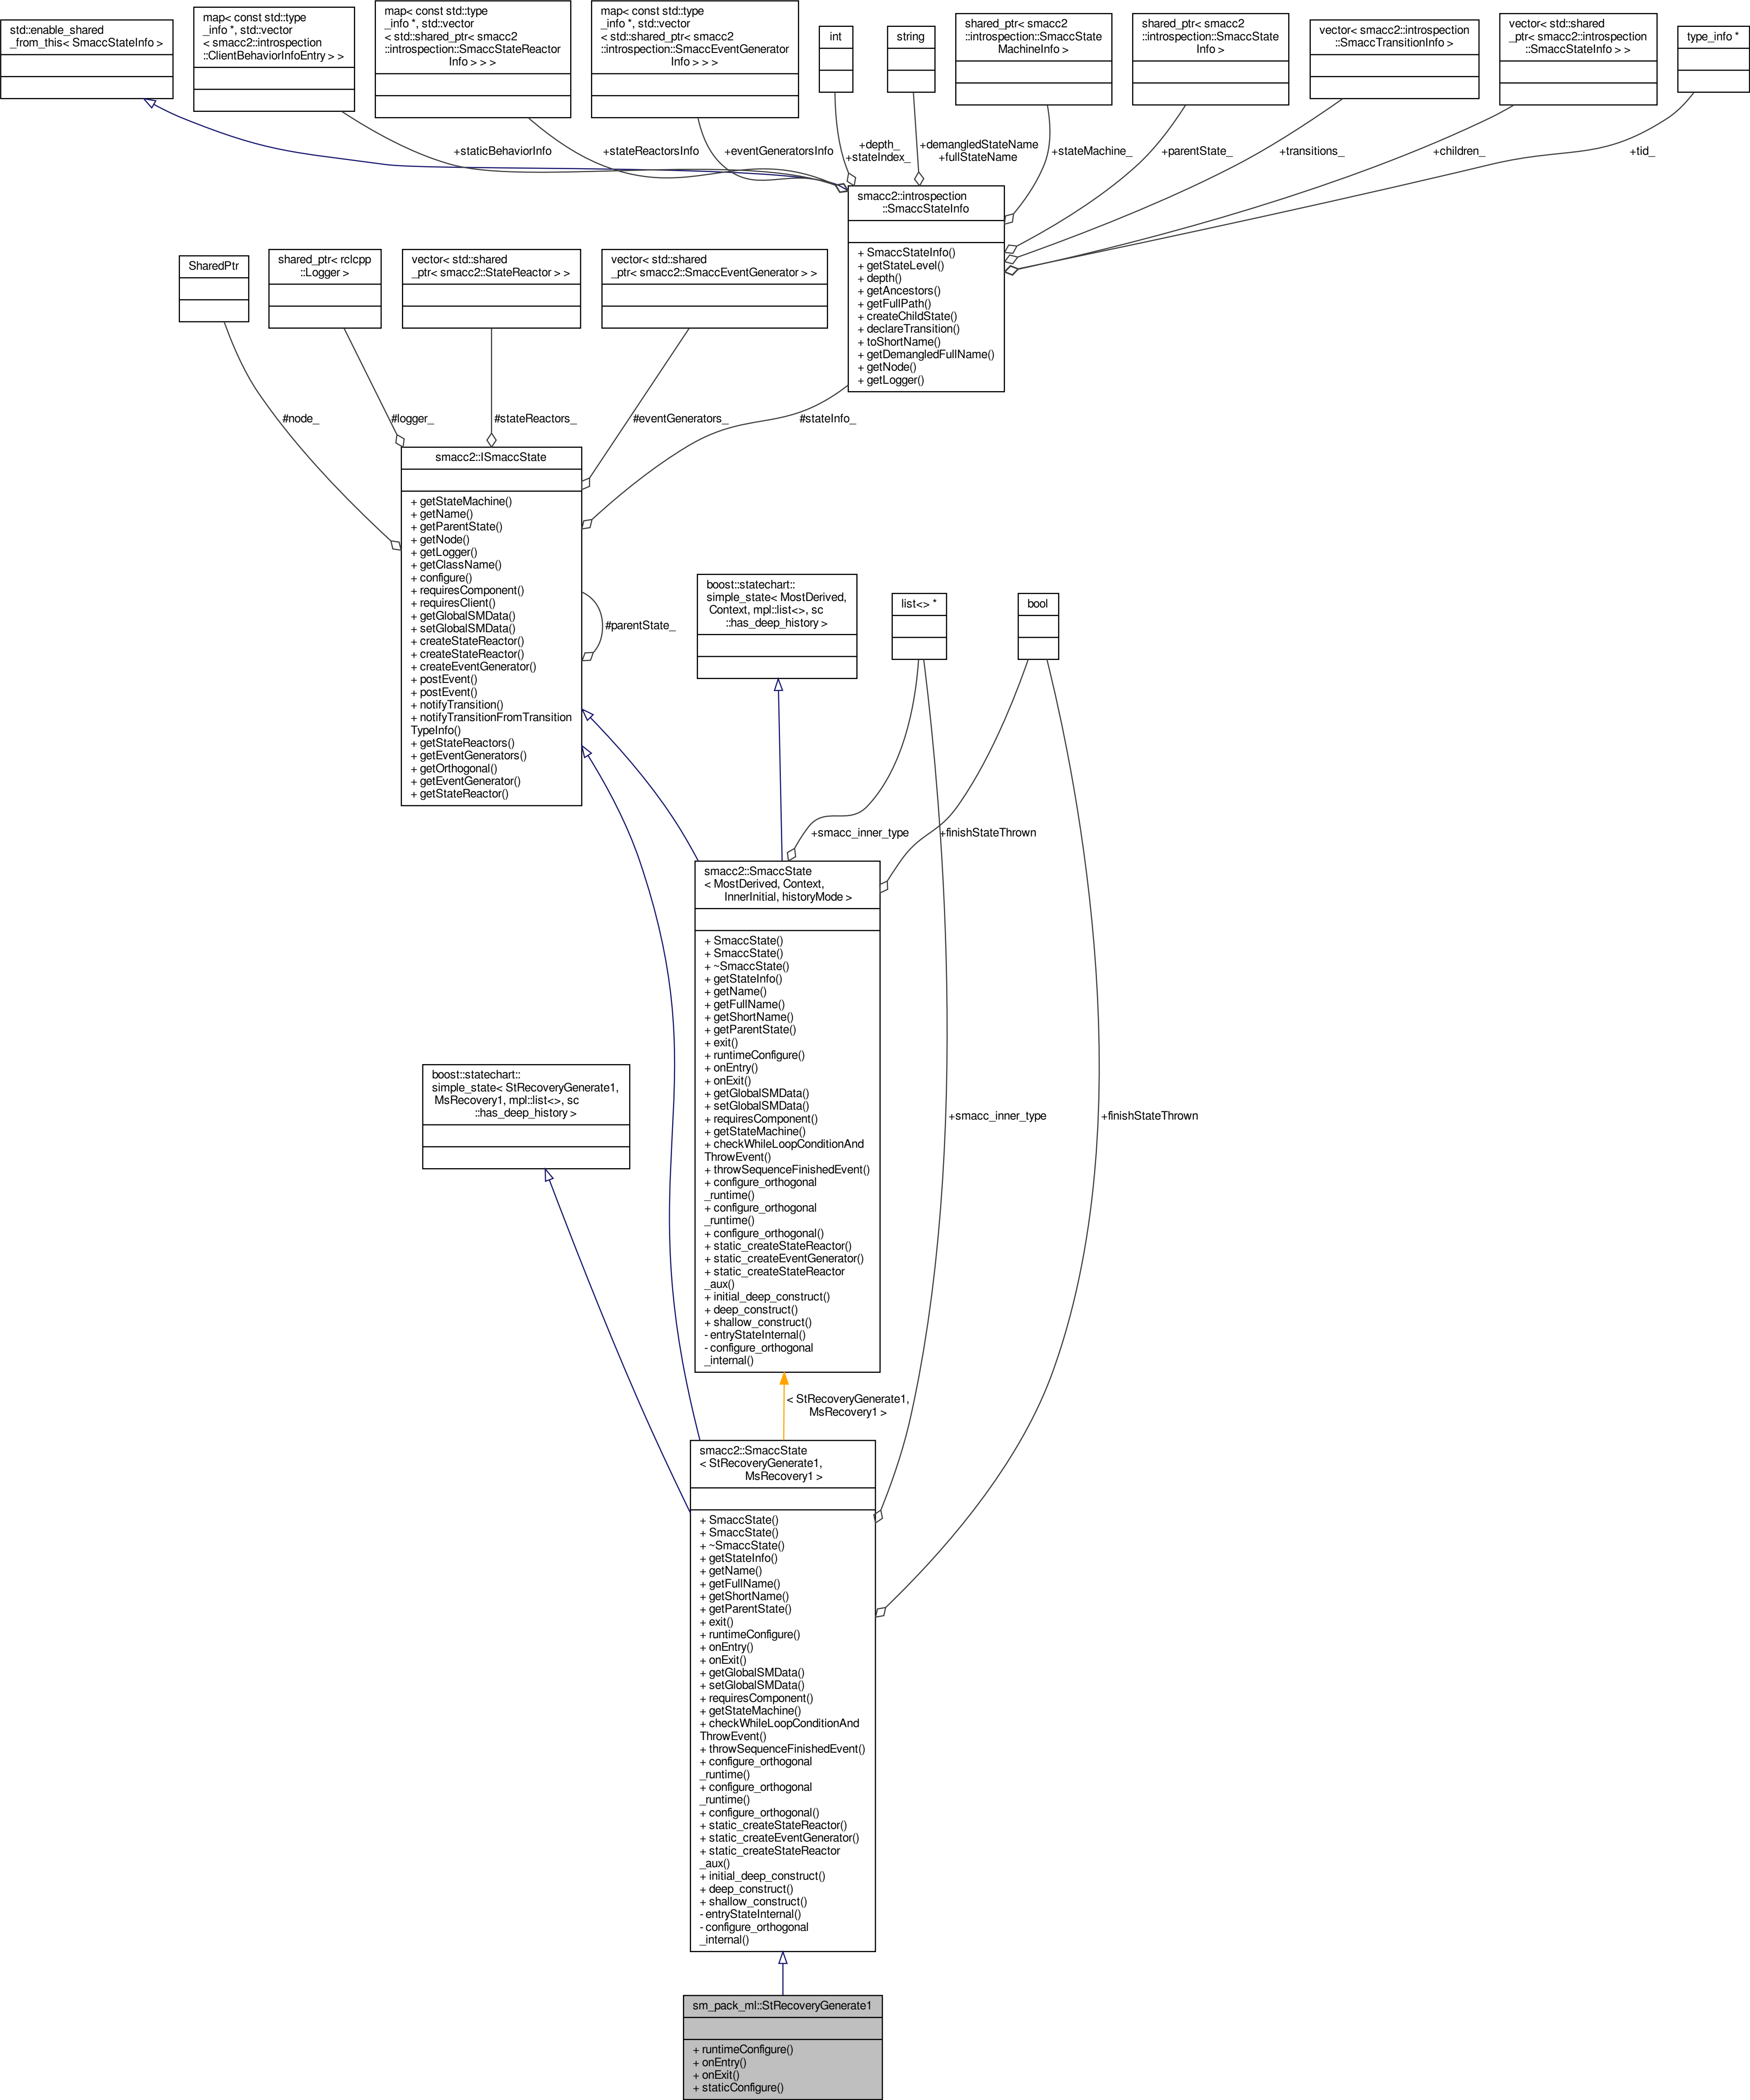 std::enable_shared
_from_this< SmaccStateInfo >
map< const std::type
_info *, std::vector
< smacc2::introspection
::ClientBehaviorInfoEntry > >
map< const std::type
_info *, std::vector
< std::shared_ptr< smacc2
::introspection::SmaccStateReactor
Info > > >
map< const std::type
_info *, std::vector
< std::shared_ptr< smacc2
::introspection::SmaccEventGenerator
Info > > >
int
string
shared_ptr< smacc2
::introspection::SmaccState
MachineInfo >
shared_ptr< smacc2
::introspection::SmaccState
Info >
vector< smacc2::introspection
::SmaccTransitionInfo >
vector< std::shared
_ptr< smacc2::introspection
::SmaccStateInfo > >
type_info *
+staticBehaviorInfo
+stateReactorsInfo
+eventGeneratorsInfo
+depth_
+stateIndex_
+demangledStateName
+fullStateName
+stateMachine_
+parentState_
+transitions_
+children_
+tid_
smacc2::introspection
::SmaccStateInfo
+ SmaccStateInfo()
+ getStateLevel()
+ depth()
+ getAncestors()
+ getFullPath()
+ createChildState()
+ declareTransition()
+ toShortName()
+ getDemangledFullName()
+ getNode()
+ getLogger()
SharedPtr
shared_ptr< rclcpp
::Logger >
vector< std::shared
_ptr< smacc2::StateReactor > >
vector< std::shared
_ptr< smacc2::SmaccEventGenerator > >
#node_
#logger_
#stateReactors_
#eventGenerators_
#stateInfo_
smacc2::ISmaccState
+ getStateMachine()
+ getName()
+ getParentState()
+ getNode()
+ getLogger()
+ getClassName()
+ configure()
+ requiresComponent()
+ requiresClient()
+ getGlobalSMData()
+ setGlobalSMData()
+ createStateReactor()
+ createStateReactor()
+ createEventGenerator()
+ postEvent()
+ postEvent()
+ notifyTransition()
+ notifyTransitionFromTransition
TypeInfo()
+ getStateReactors()
+ getEventGenerators()
+ getOrthogonal()
+ getEventGenerator()
+ getStateReactor()
#parentState_
boost::statechart::
simple_state< MostDerived,
Context, mpl::list<>, sc
::has_deep_history >
list<> *
bool
+smacc_inner_type
+finishStateThrown
smacc2::SmaccState
< MostDerived, Context,
InnerInitial, historyMode >
+ SmaccState()
+ SmaccState()
+ ~SmaccState()
+ getStateInfo()
+ getName()
+ getFullName()
+ getShortName()
+ getParentState()
+ exit()
+ runtimeConfigure()
+ onEntry()
+ onExit()
+ getGlobalSMData()
+ setGlobalSMData()
+ requiresComponent()
+ getStateMachine()
+ checkWhileLoopConditionAnd
ThrowEvent()
+ throwSequenceFinishedEvent()
+ configure_orthogonal
_runtime()
+ configure_orthogonal
_runtime()
+ configure_orthogonal()
+ static_createStateReactor()
+ static_createEventGenerator()
+ static_createStateReactor
_aux()
+ initial_deep_construct()
+ deep_construct()
+ shallow_construct()
- entryStateInternal()
- configure_orthogonal
_internal()
boost::statechart::
simple_state< StRecoveryGenerate1,
MsRecovery1, mpl::list<>, sc
::has_deep_history >
+smacc_inner_type
+finishStateThrown
< StRecoveryGenerate1,
MsRecovery1 >
smacc2::SmaccState
< StRecoveryGenerate1,
MsRecovery1 >
+ SmaccState()
+ SmaccState()
+ ~SmaccState()
+ getStateInfo()
+ getName()
+ getFullName()
+ getShortName()
+ getParentState()
+ exit()
+ runtimeConfigure()
+ onEntry()
+ onExit()
+ getGlobalSMData()
+ setGlobalSMData()
+ requiresComponent()
+ getStateMachine()
+ checkWhileLoopConditionAnd
ThrowEvent()
+ throwSequenceFinishedEvent()
+ configure_orthogonal
_runtime()
+ configure_orthogonal
_runtime()
+ configure_orthogonal()
+ static_createStateReactor()
+ static_createEventGenerator()
+ static_createStateReactor
_aux()
+ initial_deep_construct()
+ deep_construct()
+ shallow_construct()
- entryStateInternal()
- configure_orthogonal
_internal()
sm_pack_ml::StRecoveryGenerate1
+ runtimeConfigure()
+ onEntry()
+ onExit()
+ staticConfigure()